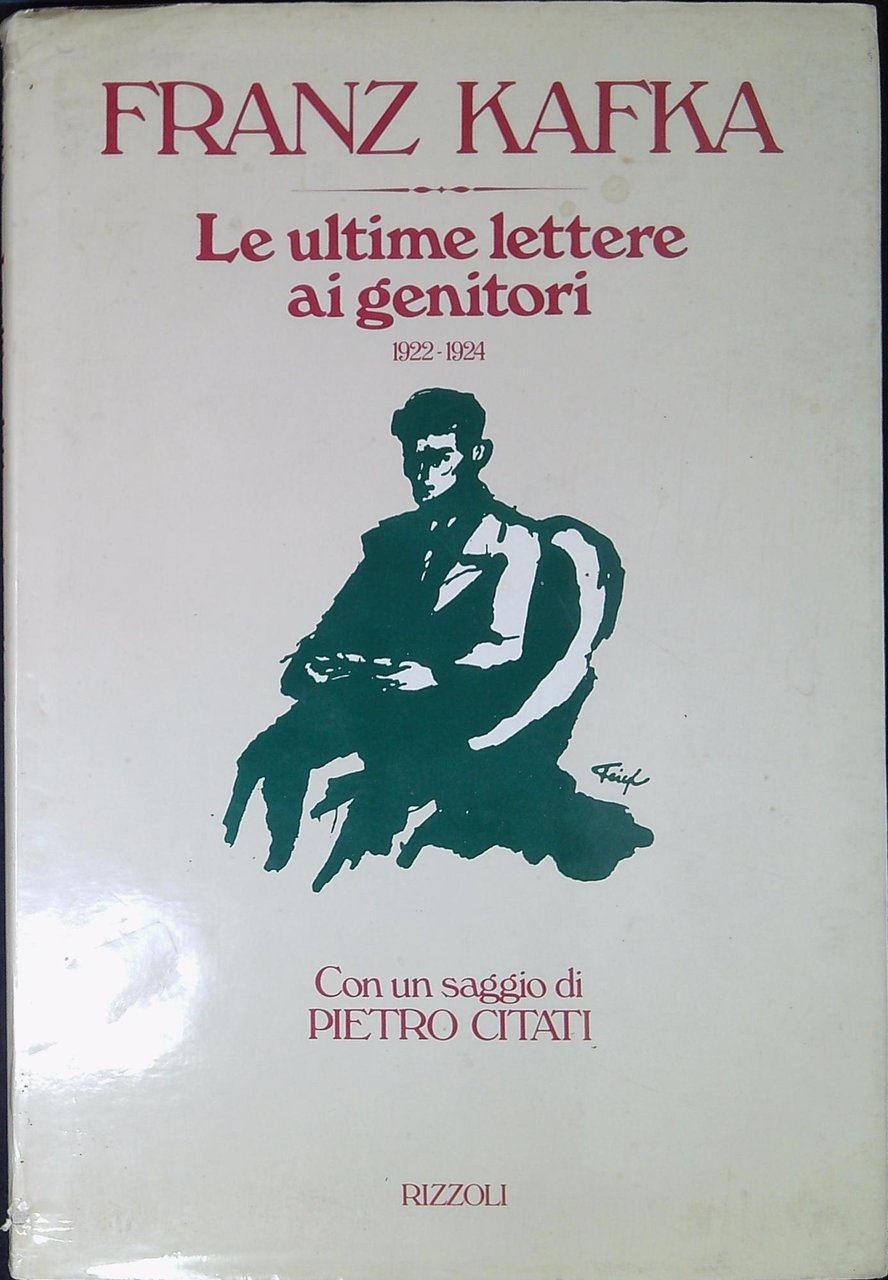 FRANZ KAFKA
Le ultime lettere
ai genitori
1922-1924
Con un saggio di
PIETRO CITATI
RIZZOLI